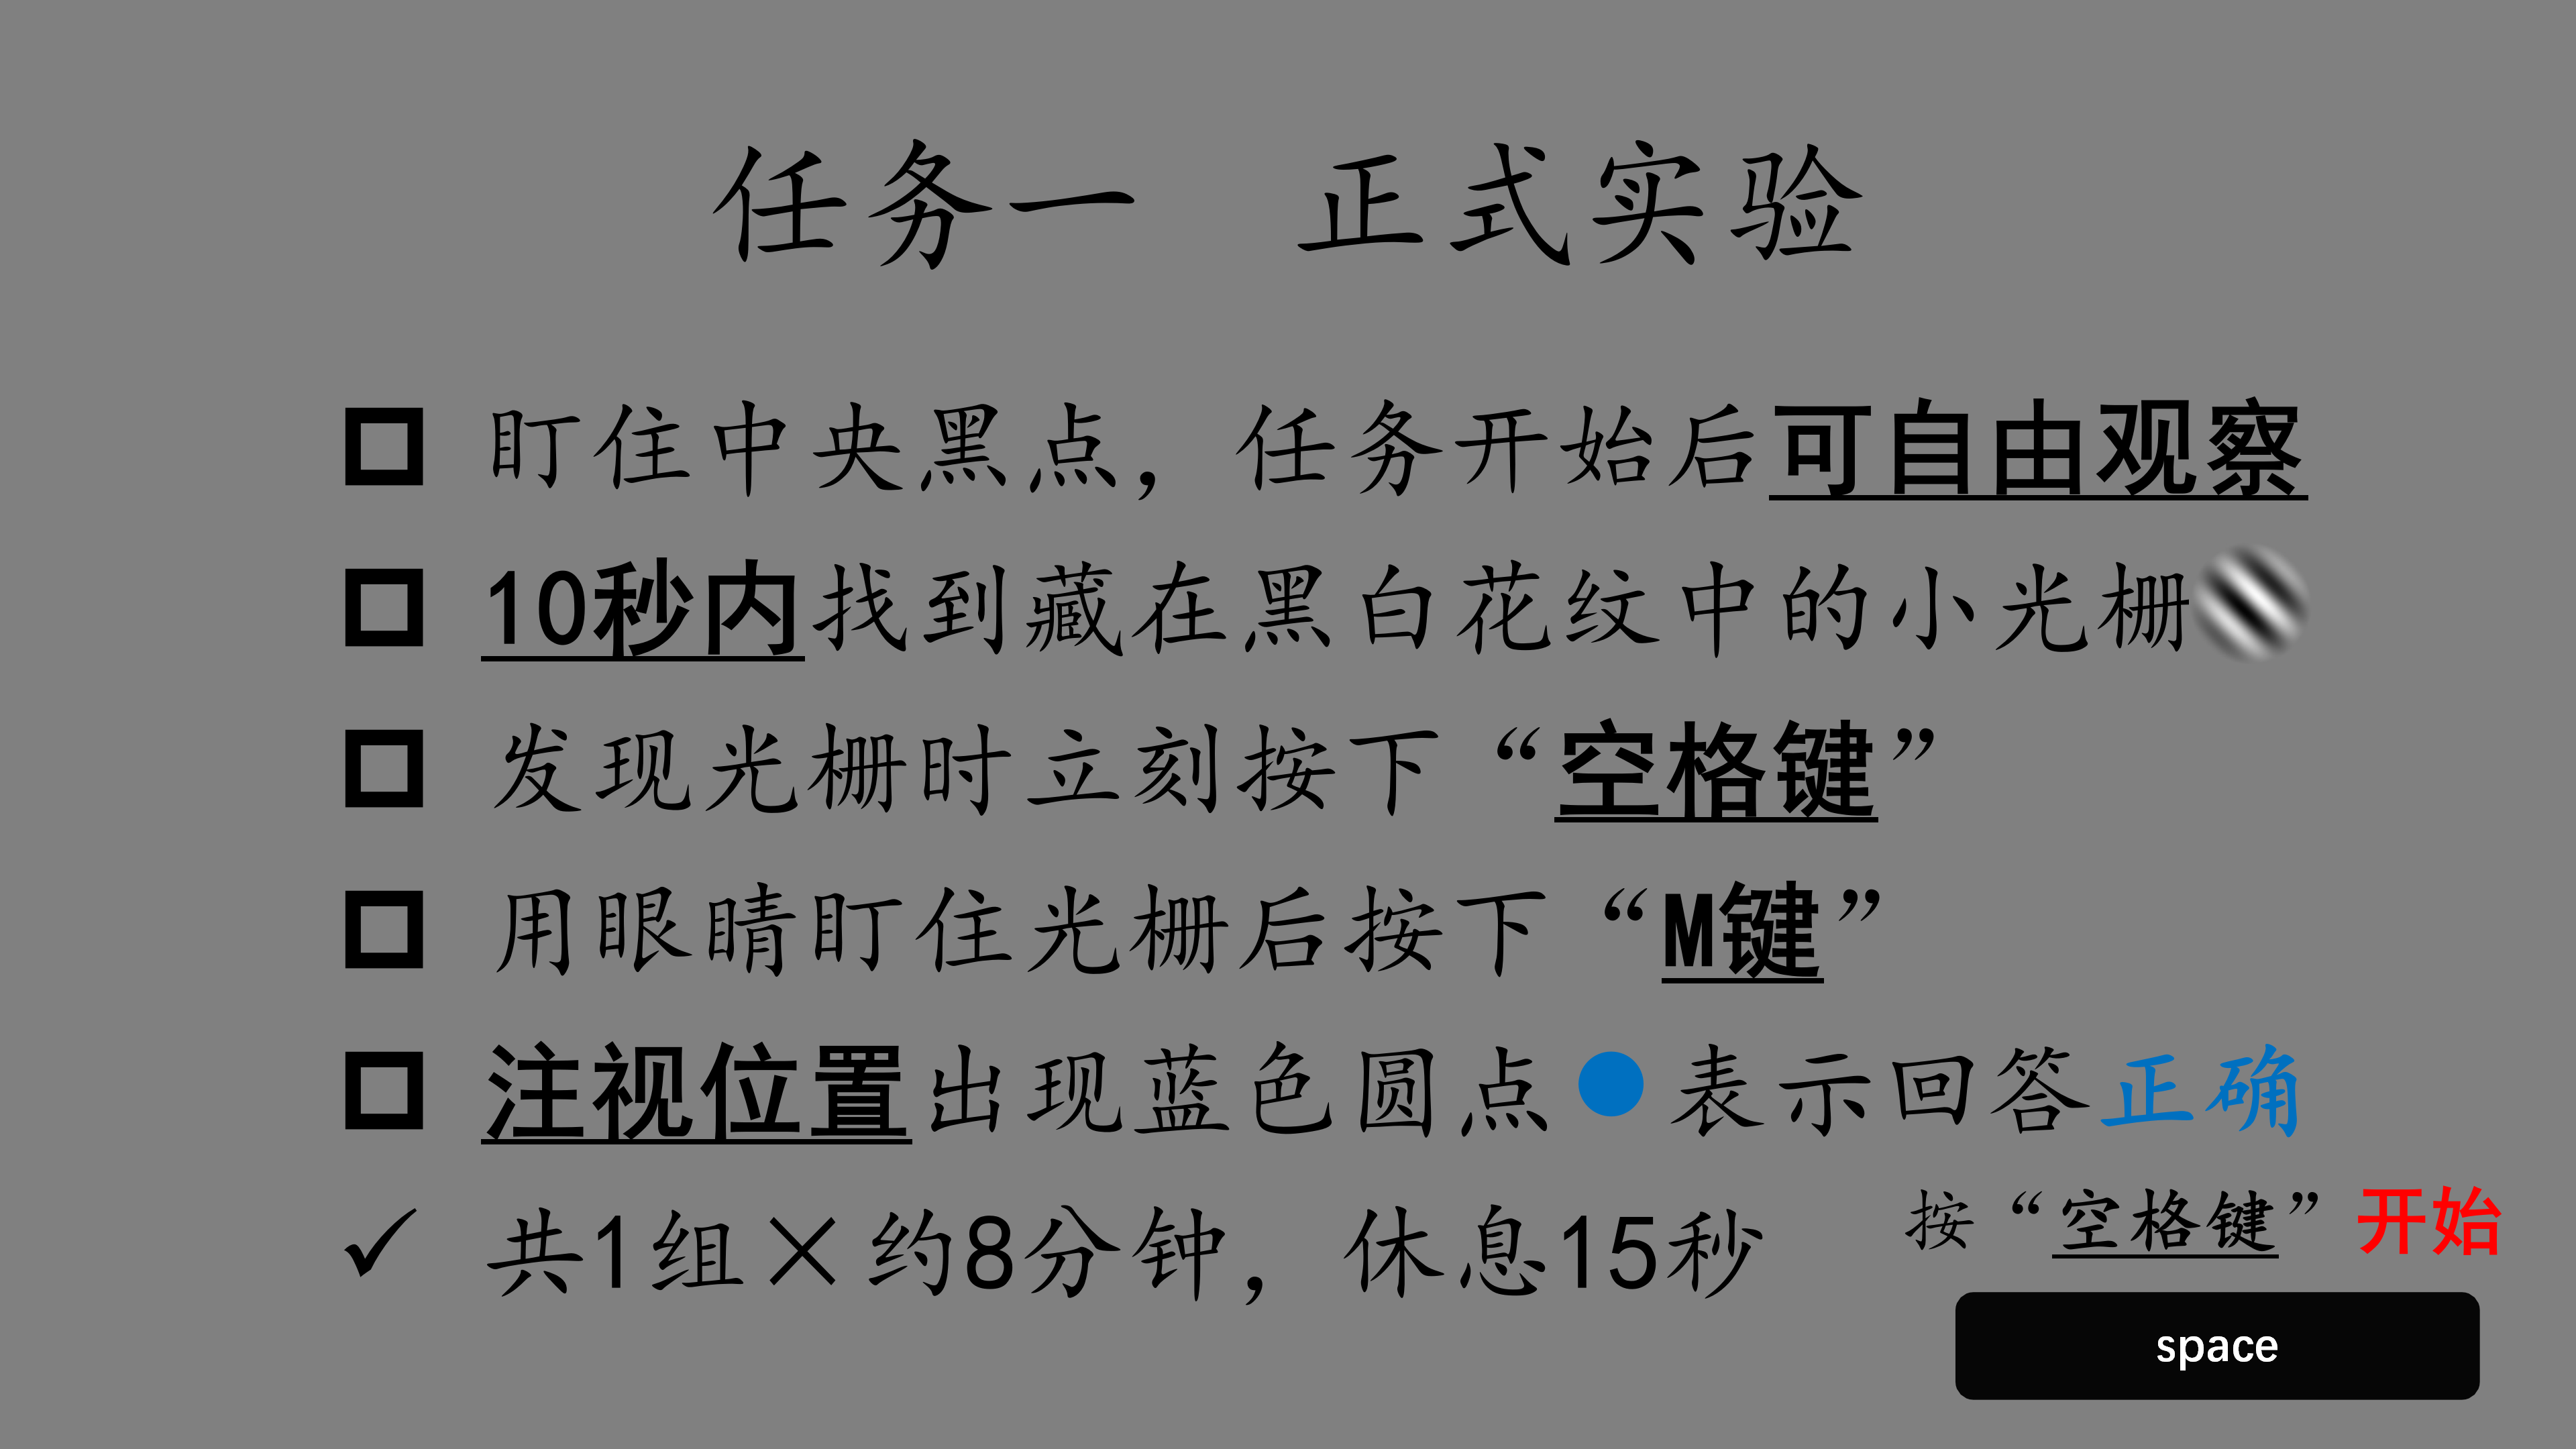 任务一 正式实验
盯住中央黑点，任务开始后可自由观察
10秒内找到藏在黑白花纹中的小光栅
发现光栅时立刻按下“空格键”
用眼睛盯住光栅后按下“M键”
注视位置出现蓝色圆点表示回答正确
共1组×约8分钟，休息15秒
按“空格键”开始
space